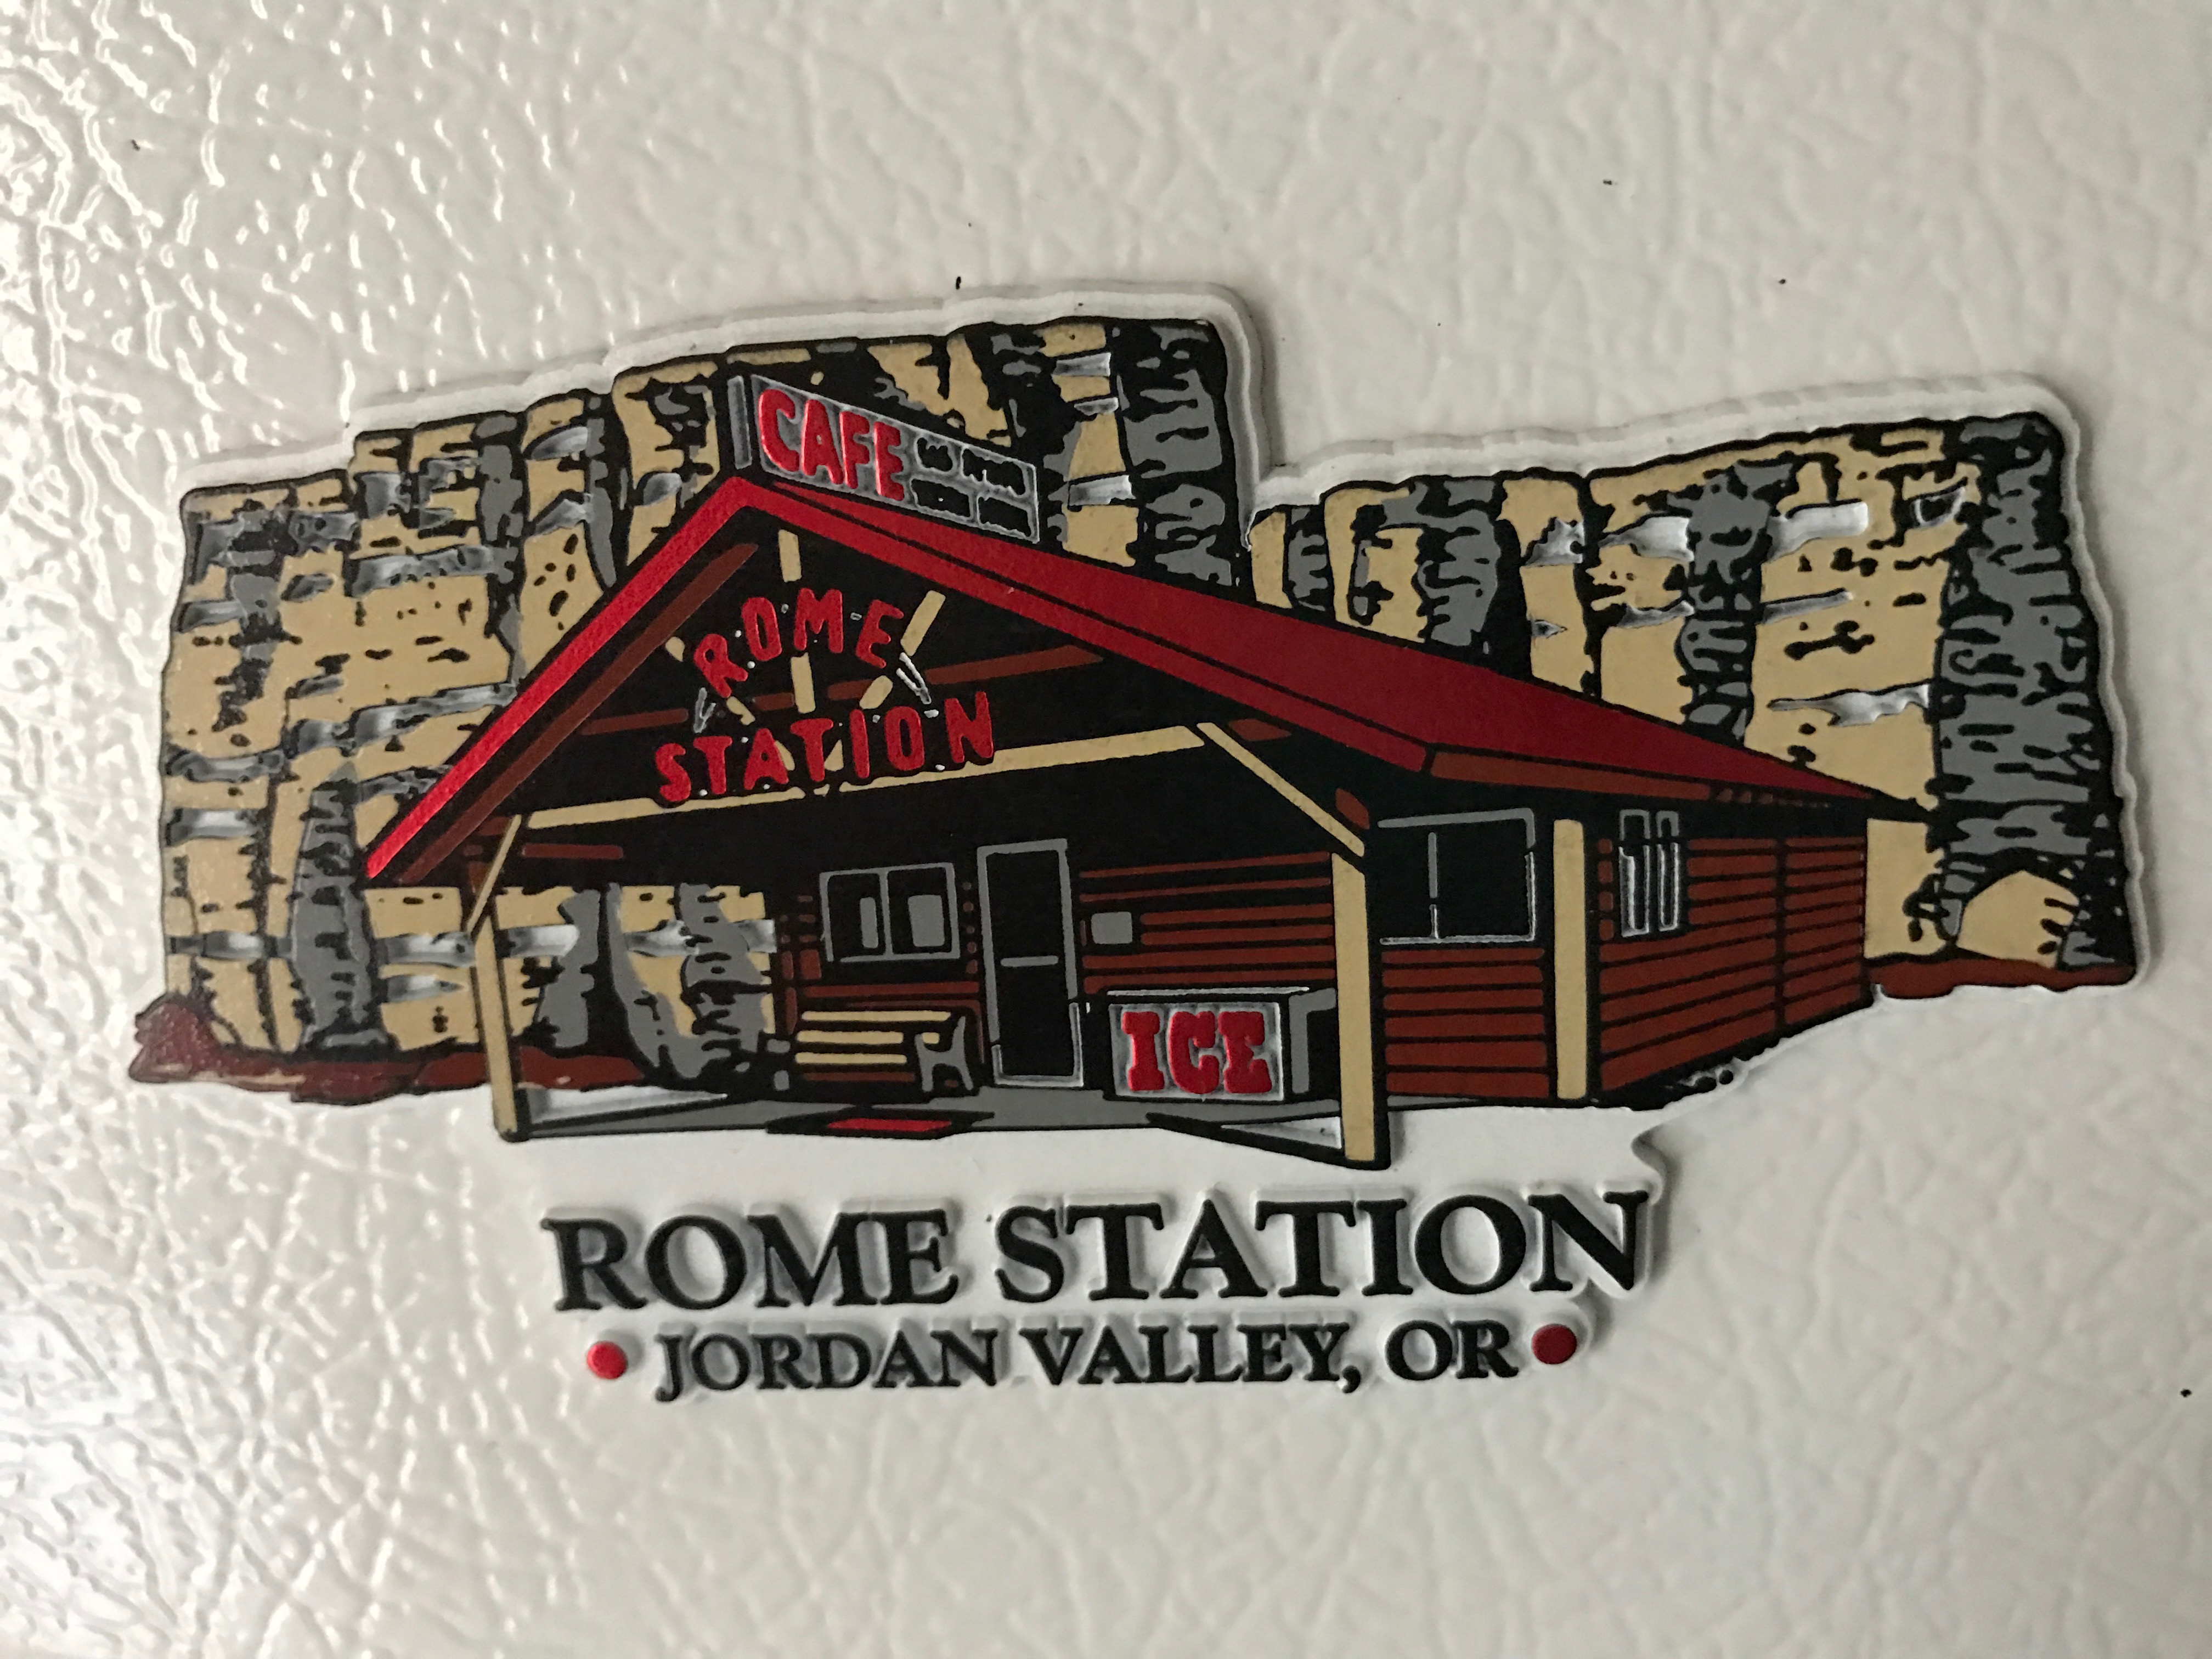 CAFE
ROME
STATION
ICE
ROME STATION
• JORDAN VALLEY, OR •